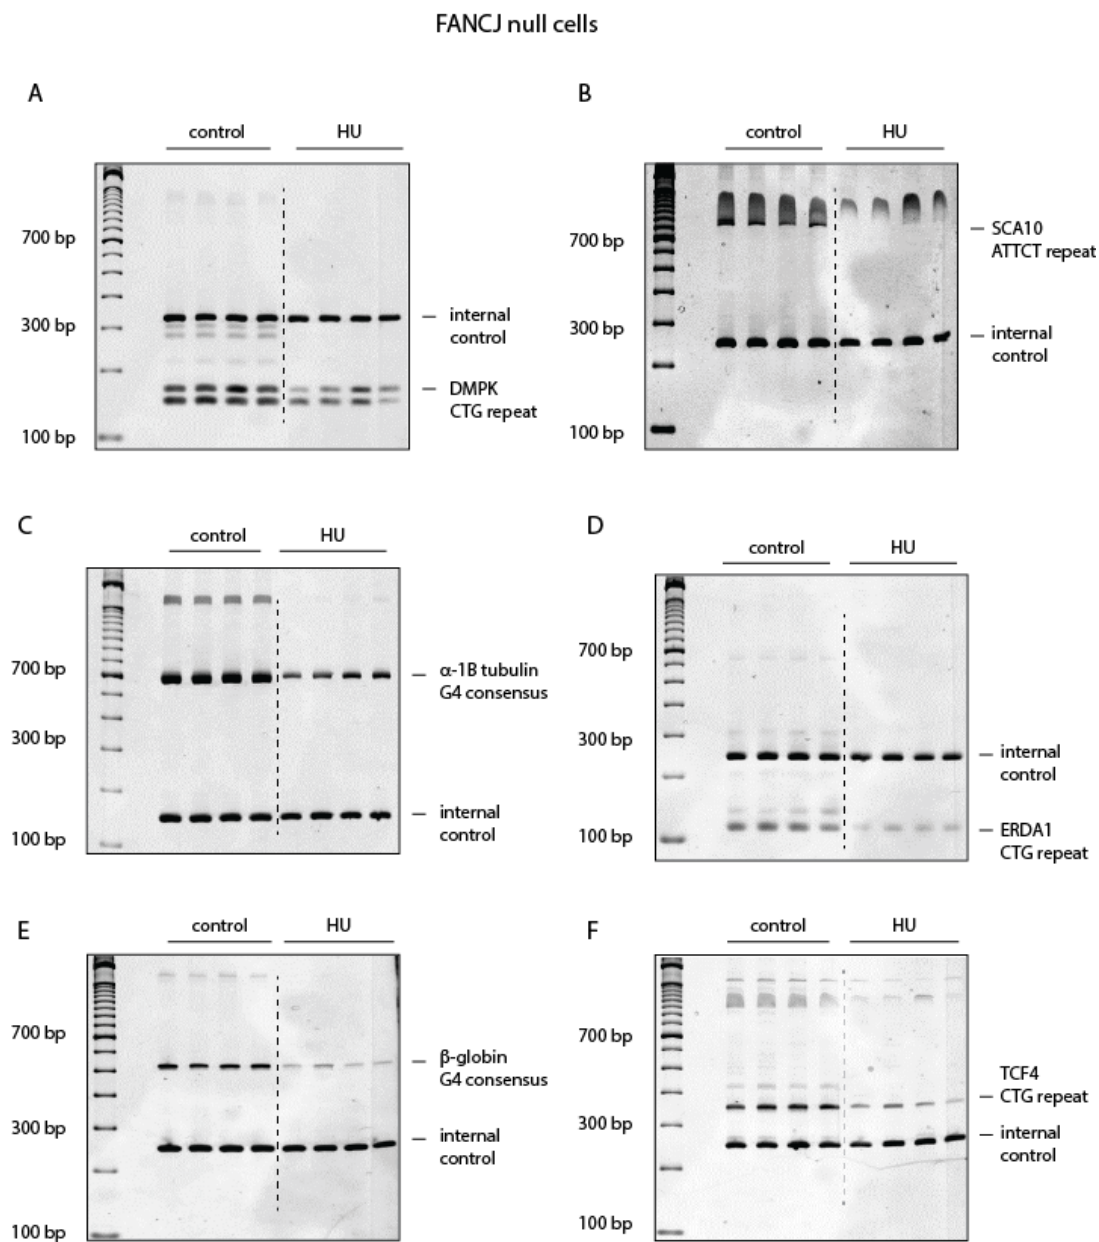 FANCJ null cells
A
control HU
700 bp
300 bp
100 bp
internal
control
DMPK
CTG repeat
B
control HU
700 bp
300 bp
100 bp
SCA10
ATTCT repeat
internal
control
C
control HU
700 bp
300 bp
100 bp
α-1B tubulin
G4 consensus
internal
control
D
control HU
700 bp
300 bp
100 bp
internal
control
ERDA1
CTG repeat
E
control HU
700 bp
300 bp
100 bp
β-globin
G4 consensus
internal
control
F
control HU
700 bp
300 bp
100 bp
TCF4
CTG repeat
internal
control